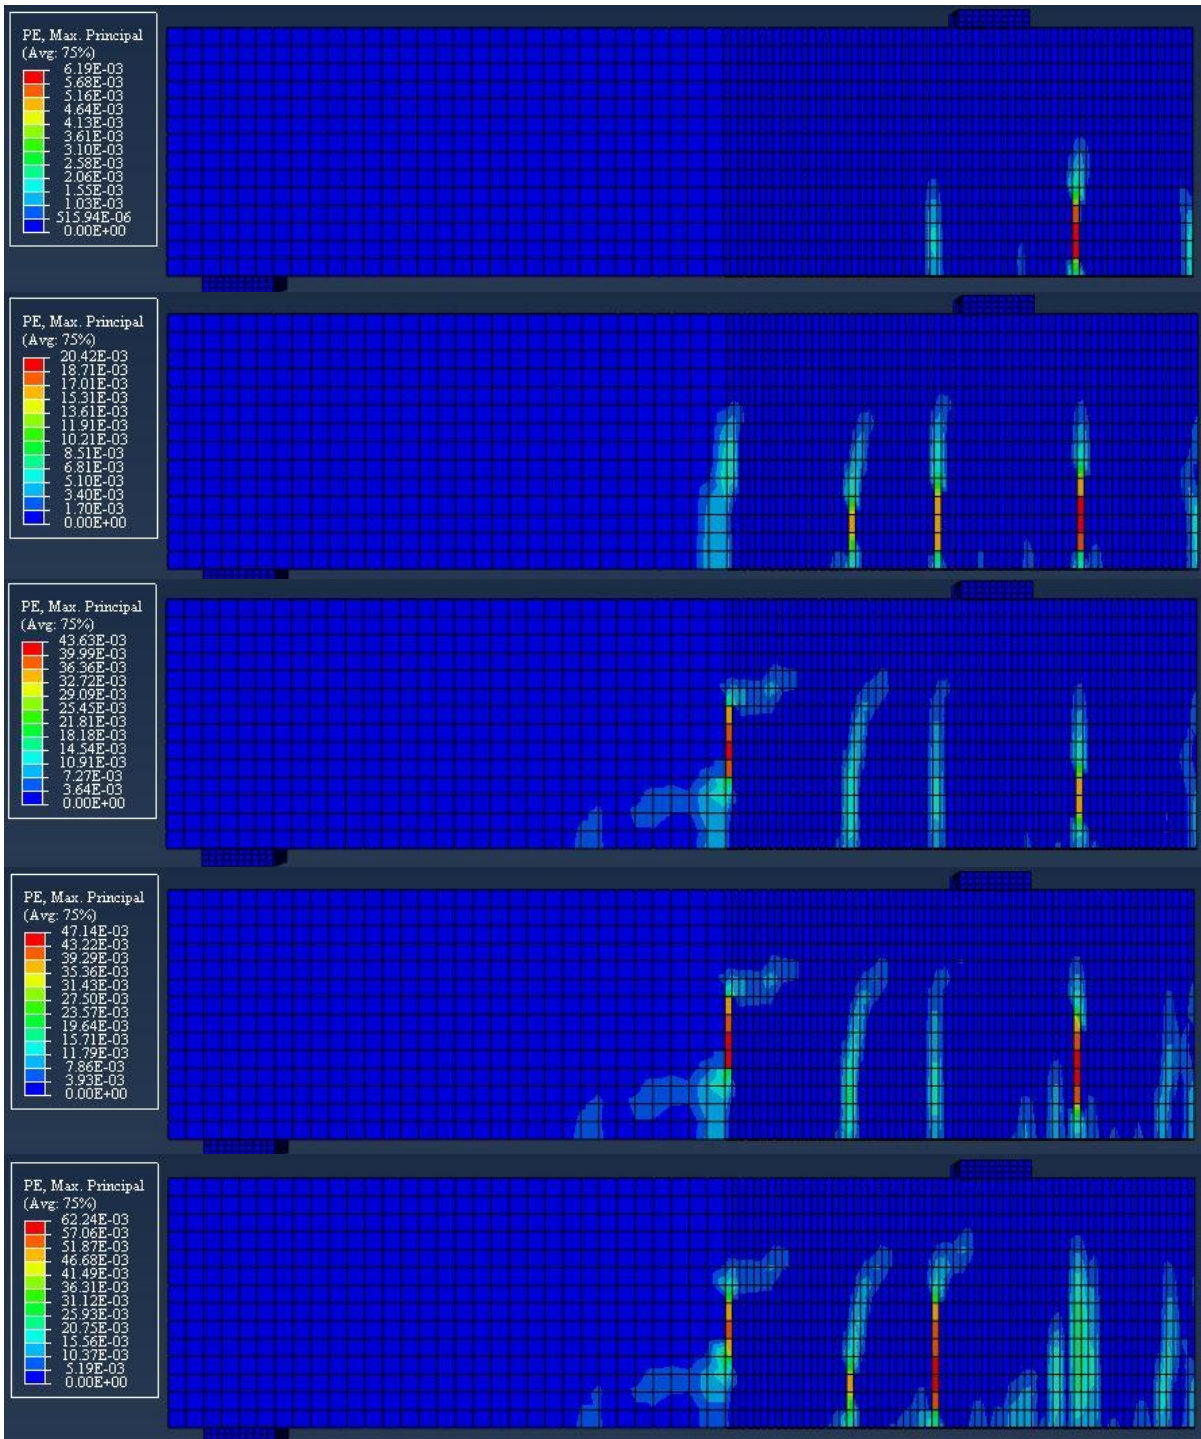 PE, Max. Principal
(Avg: 75%)
6.19E-03
5.68E-03
5.16E-03
4.64E-03
4.13E-03
3.61E-03
3.10E-03
2.58E-03
2.06E-03
1.55E-03
1.03E-03
515.94E-06
0.00E+00
PE, Max. Principal
(Avg: 75%)
20.42E-03
18.71E-03
17.01E-03
15.31E-03
13.61E-03
11.91E-03
10.21E-03
8.51E-03
6.81E-03
5.10E-03
3.40E-03
1.70E-03
0.00E+00
PE, Max. Principal
(Avg: 75%)
43.63E-03
39.99E-03
36.36E-03
32.72E-03
29.09E-03
25.45E-03
21.81E-03
18.18E-03
14.54E-03
10.91E-03
7.27E-03
3.64E-03
0.00E+00
PE, Max. Principal
(Avg: 75%)
47.14E-03
43.22E-03
39.29E-03
35.36E-03
31.43E-03
27.50E-03
23.57E-03
19.64E-03
15.71E-03
11.79E-03
7.86E-03
3.93E-03
0.00E+00
PE, Max. Principal
(Avg: 75%)
62.24E-03
57.06E-03
51.87E-03
46.68E-03
41.49E-03
36.31E-03
31.12E-03
25.93E-03
20.75E-03
15.56E-03
10.37E-03
5.19E-03
0.00E+00